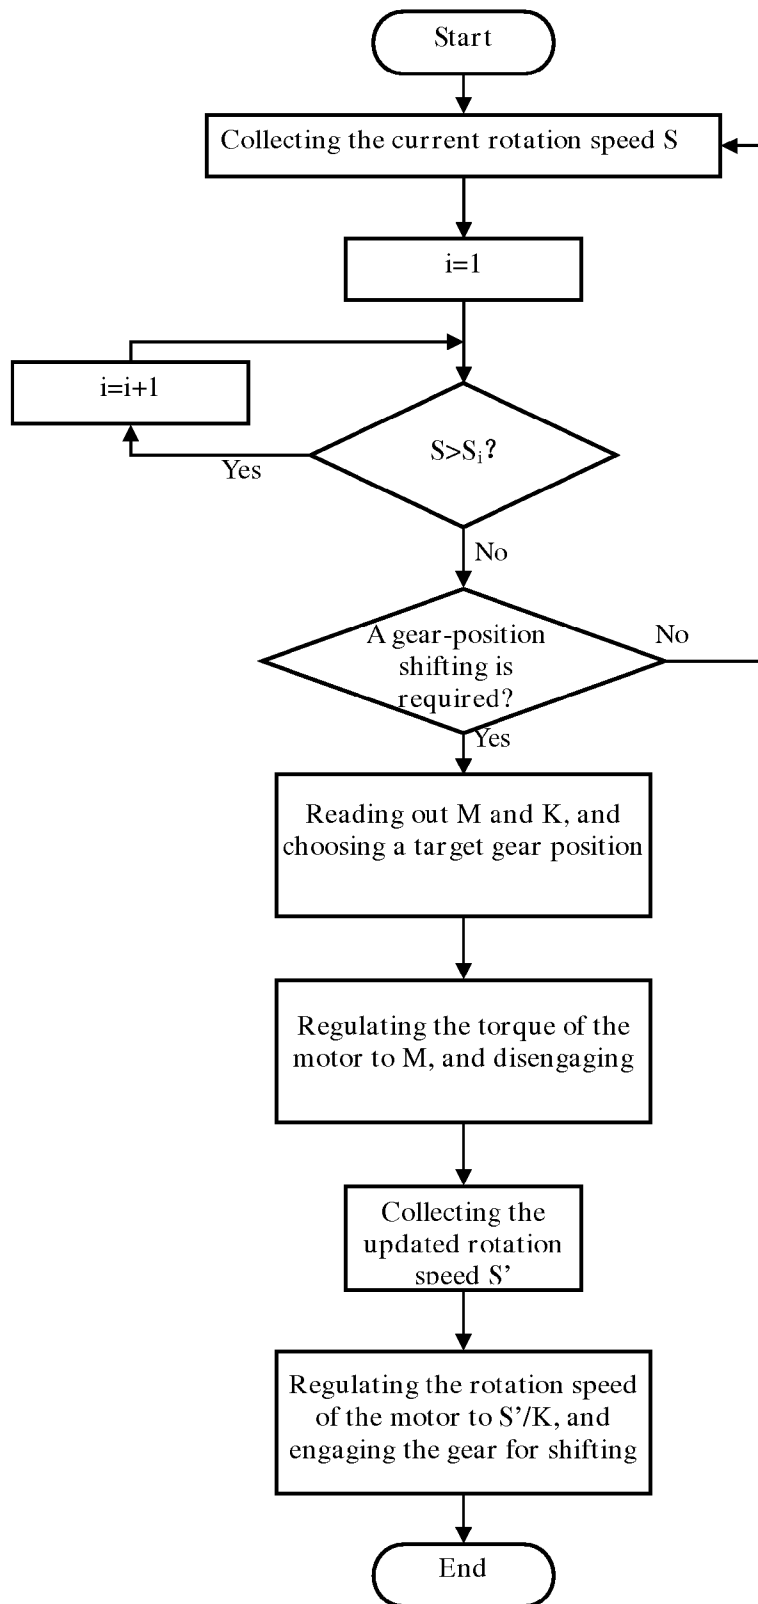 Start
Collecting the current rotation speed S
i=1
i=i+1
S>Sᵢ?
Yes
No
A gear-position
shifting is
required?
No
Yes
Reading out M and K, and
choosing a target gear position
Regulating the torque of the
motor to M, and disengaging
Collecting the
updated rotation
speed S’
Regulating the rotation speed
of the motor to S’/K, and
engaging the gear for shifting
End